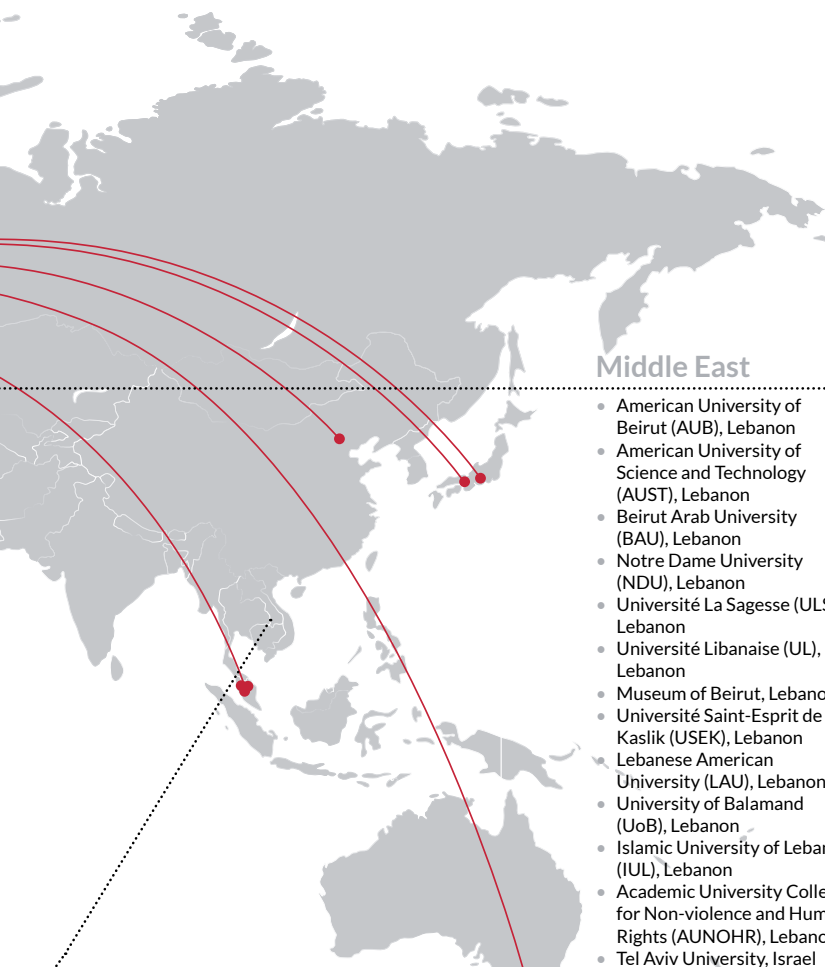 Middle East
• American University of
Beirut (AUB), Lebanon
• American University of
Science and Technology
(AUST), Lebanon
• Beirut Arab University
(BAU), Lebanon
• Notre Dame University
(NDU), Lebanon
• Université La Sagesse
Lebanon
• Université Libanaise (UL),
Lebanon
• Museum of Beirut,
• Université Saint-Esprit de
Kaslik (USEK), Lebanon
• Lebanese American
University (LAU), Lebanon
• University of Balamand
(UoB), Lebanon
• Islamic University of
(IUL), Lebanon
• Academic University
for Non-violence and
Rights (AUNOHR),
• Tel Aviv University, Israel